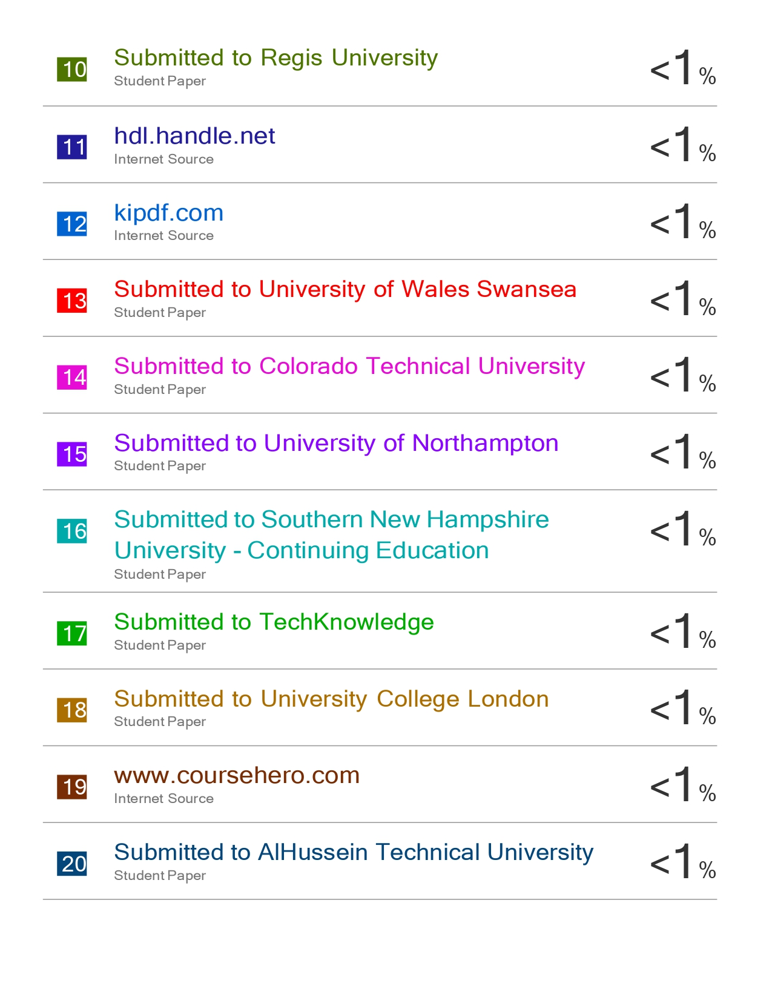 10 Submitted to Regis University <1%
Student Paper
11 hdl.handle.net <1%
Internet Source
12 kipdf.com <1%
Internet Source
13 Submitted to University of Wales Swansea <1%
Student Paper
14 Submitted to Colorado Technical University <1%
Student Paper
15 Submitted to University of Northampton <1%
Student Paper
16 Submitted to Southern New Hampshire <1%
University - Continuing Education
Student Paper
17 Submitted to TechKnowledge <1%
Student Paper
18 Submitted to University College London <1%
Student Paper
19 www.coursehero.com <1%
Internet Source
20 Submitted to AlHussein Technical University <1%
Student Paper